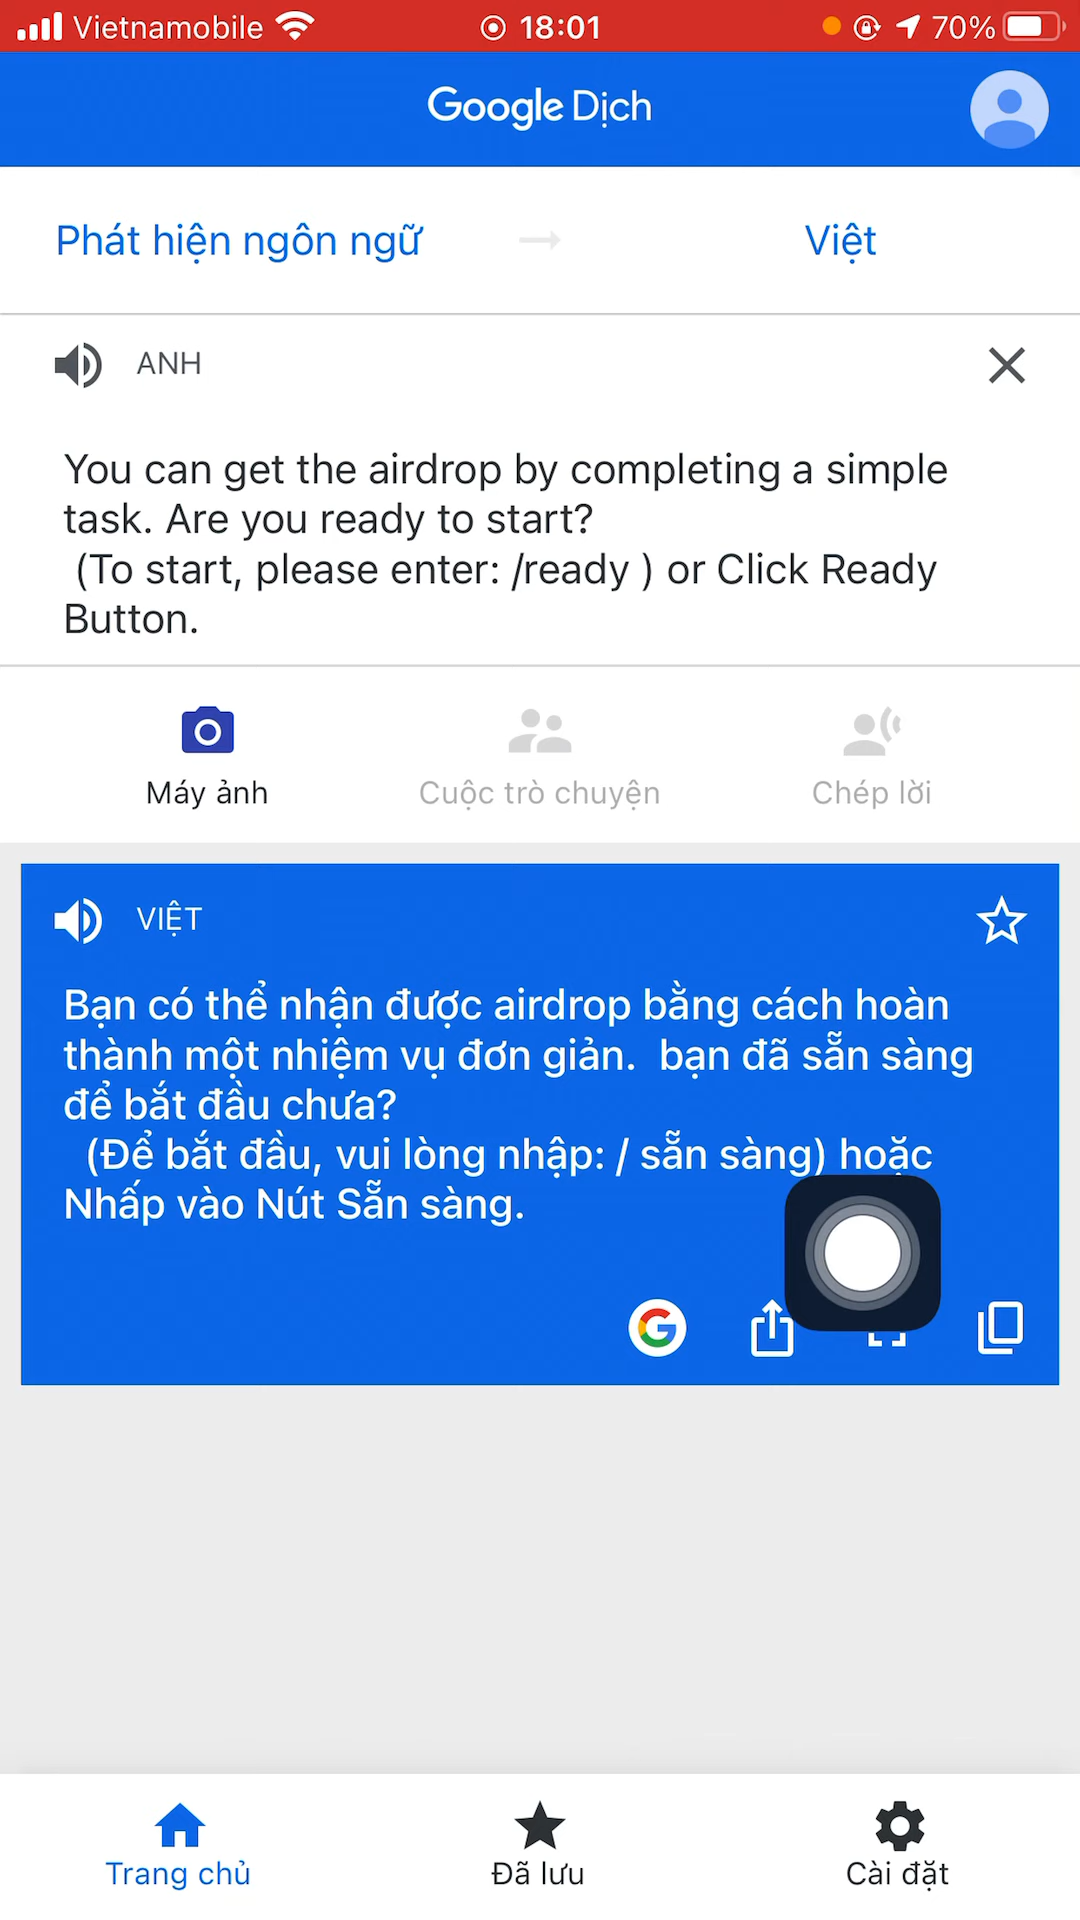 Vietnamobile 18:01 70%
Google Dịch
Phát hiện ngôn ngữ Việt
ANH
You can get the airdrop by completing a simple
task. Are you ready to start?
(To start, please enter: /ready ) or Click Ready
Button.
Máy ảnh Cuộc trò chuyện Chép lời
VIỆT
Bạn có thể nhận được airdrop bằng cách hoàn
thành một nhiệm vụ đơn giản. bạn đã sẵn sàng
để bắt đầu chưa?
(Để bắt đầu, vui lòng nhập: / sẵn sàng) hoặc
Nhấp vào Nút Sẵn sàng.
G
Trang chủ Đã lưu Cài đặt